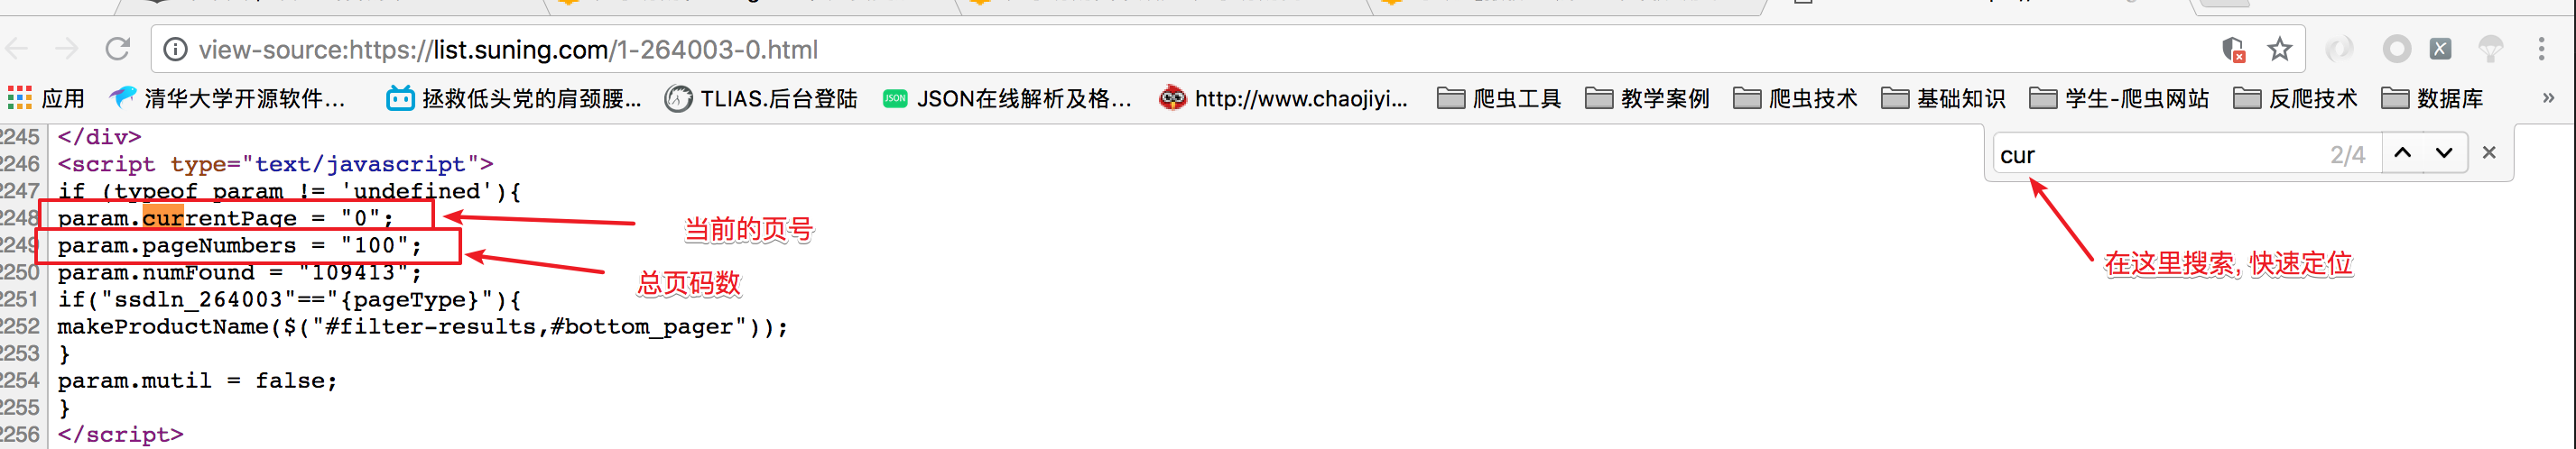 view-source:https://list.suning.com/1-264003-0.html
应用 清华大学开源软件... 拯救低头党的肩颈腰... TLIAS.后台登陆 JSON JSON在线解析及格... http://www.chaojiyi... 爬虫工具 教学案例 爬虫技术 基础知识 学生-爬虫网站 反爬技术 数据库 »
cur 2/4
2245 </div>
2246 <script type="text/javascript">
2247 if (typeof param != 'undefined'){
2248 param.currentPage = "0";
当前的页号
2249 param.pageNumbers = "100";
在这里搜索, 快速定位
2250 param.numFound = "109413";
总页码数
2251 if("ssdln_264003"=="{pageType}"){
2252 makeProductName($("#filter-results,#bottom_pager"));
2253 }
2254 param.mutil = false;
2255 }
2256 </script>